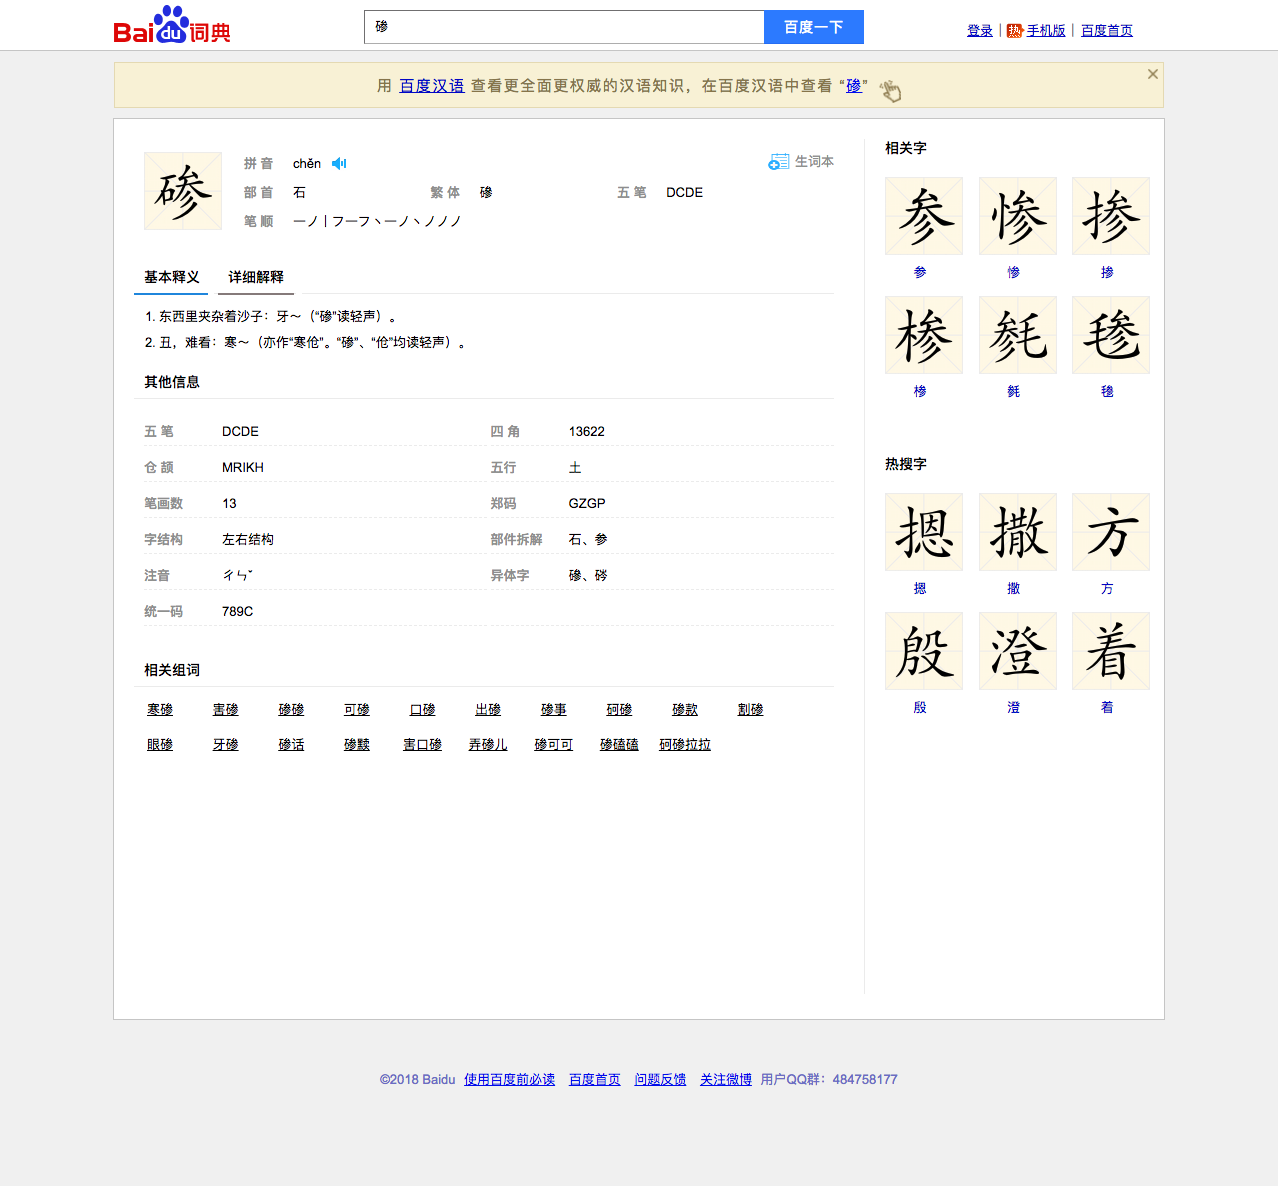 Baidu词典
碜
百度一下
登录 | 热 手机版 | 百度首页
用 百度汉语 查看更全面更权威的汉语知识，在百度汉语中查看 “碜” ×
碜
拼 音 chěn
生词本
部 首 石 繁 体 磣 五 笔 DCDE
笔 顺 一ノ丨フ一フ丶一ノ丶ノノノ
基本释义 详细解释
1. 东西里夹杂着沙子：牙～（“碜”读轻声）。
2. 丑，难看：寒～（亦作“寒伧”。“碜”、“伧”均读轻声）。
其他信息
五 笔 DCDE 四 角 13622
仓 颉 MRIKH 五行 土
笔画数 13 郑码 GZGP
字结构 左右结构 部件拆解 石、参
注音 ㄔㄣˇ 异体字 磣、硶
统一码 789C
相关组词
寒碜 害碜 碜碜 可碜 口碜 出碜 碜事 砢碜 碜款 割碜
眼碜 牙碜 碜话 碜黩 害口碜 弄碜儿 碜可可 碜磕磕 砢碜拉拉
相关字
参 惨 掺
参 惨 掺
椮 毵 毶
椮 毵 毶
热搜字
摁 撒 方
摁 撒 方
殷 澄 着
殷 澄 着
©2018 Baidu 使用百度前必读 百度首页 问题反馈 关注微博 用户QQ群：484758177